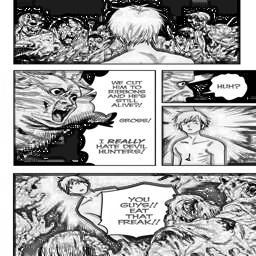 WE CUT
HIM TO
RIBBONS
AND HE'S
STILL
ALIVE?!
GROSS!
I REALLY
HATE DEVIL
HUNTERS!
HUH?
YOU
GUYS!!
EAT
THAT
FREAK!!